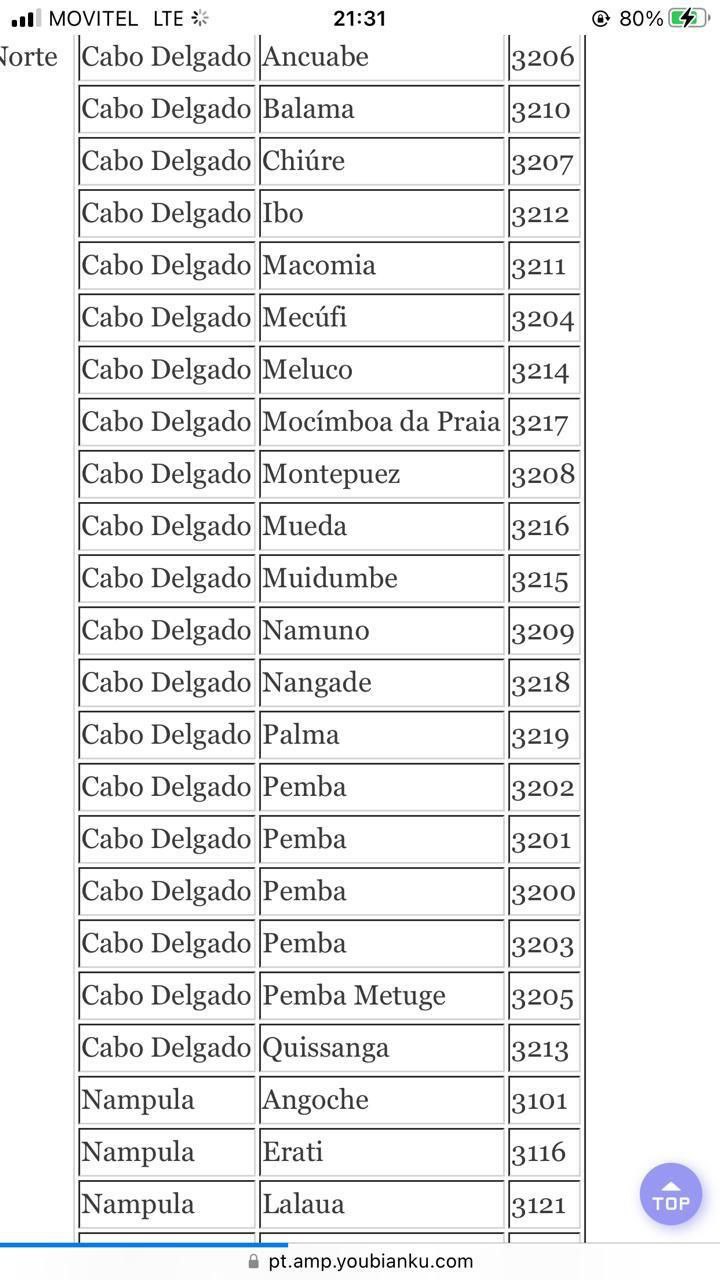 MOVITEL LTE 21:31 80%
Norte Cabo Delgado Ancuabe 3206
Cabo Delgado Balama 3210
Cabo Delgado Chiúre 3207
Cabo Delgado Ibo 3212
Cabo Delgado Macomia 3211
Cabo Delgado Mecúfi 3204
Cabo Delgado Meluco 3214
Cabo Delgado Mocímboa da Praia 3217
Cabo Delgado Montepuez 3208
Cabo Delgado Mueda 3216
Cabo Delgado Muidumbe 3215
Cabo Delgado Namuno 3209
Cabo Delgado Nangade 3218
Cabo Delgado Palma 3219
Cabo Delgado Pemba 3202
Cabo Delgado Pemba 3201
Cabo Delgado Pemba 3200
Cabo Delgado Pemba 3203
Cabo Delgado Pemba Metuge 3205
Cabo Delgado Quissanga 3213
Nampula Angoche 3101
Nampula Erati 3116
Nampula Lalaua 3121
TOP
pt.amp.youbianku.com